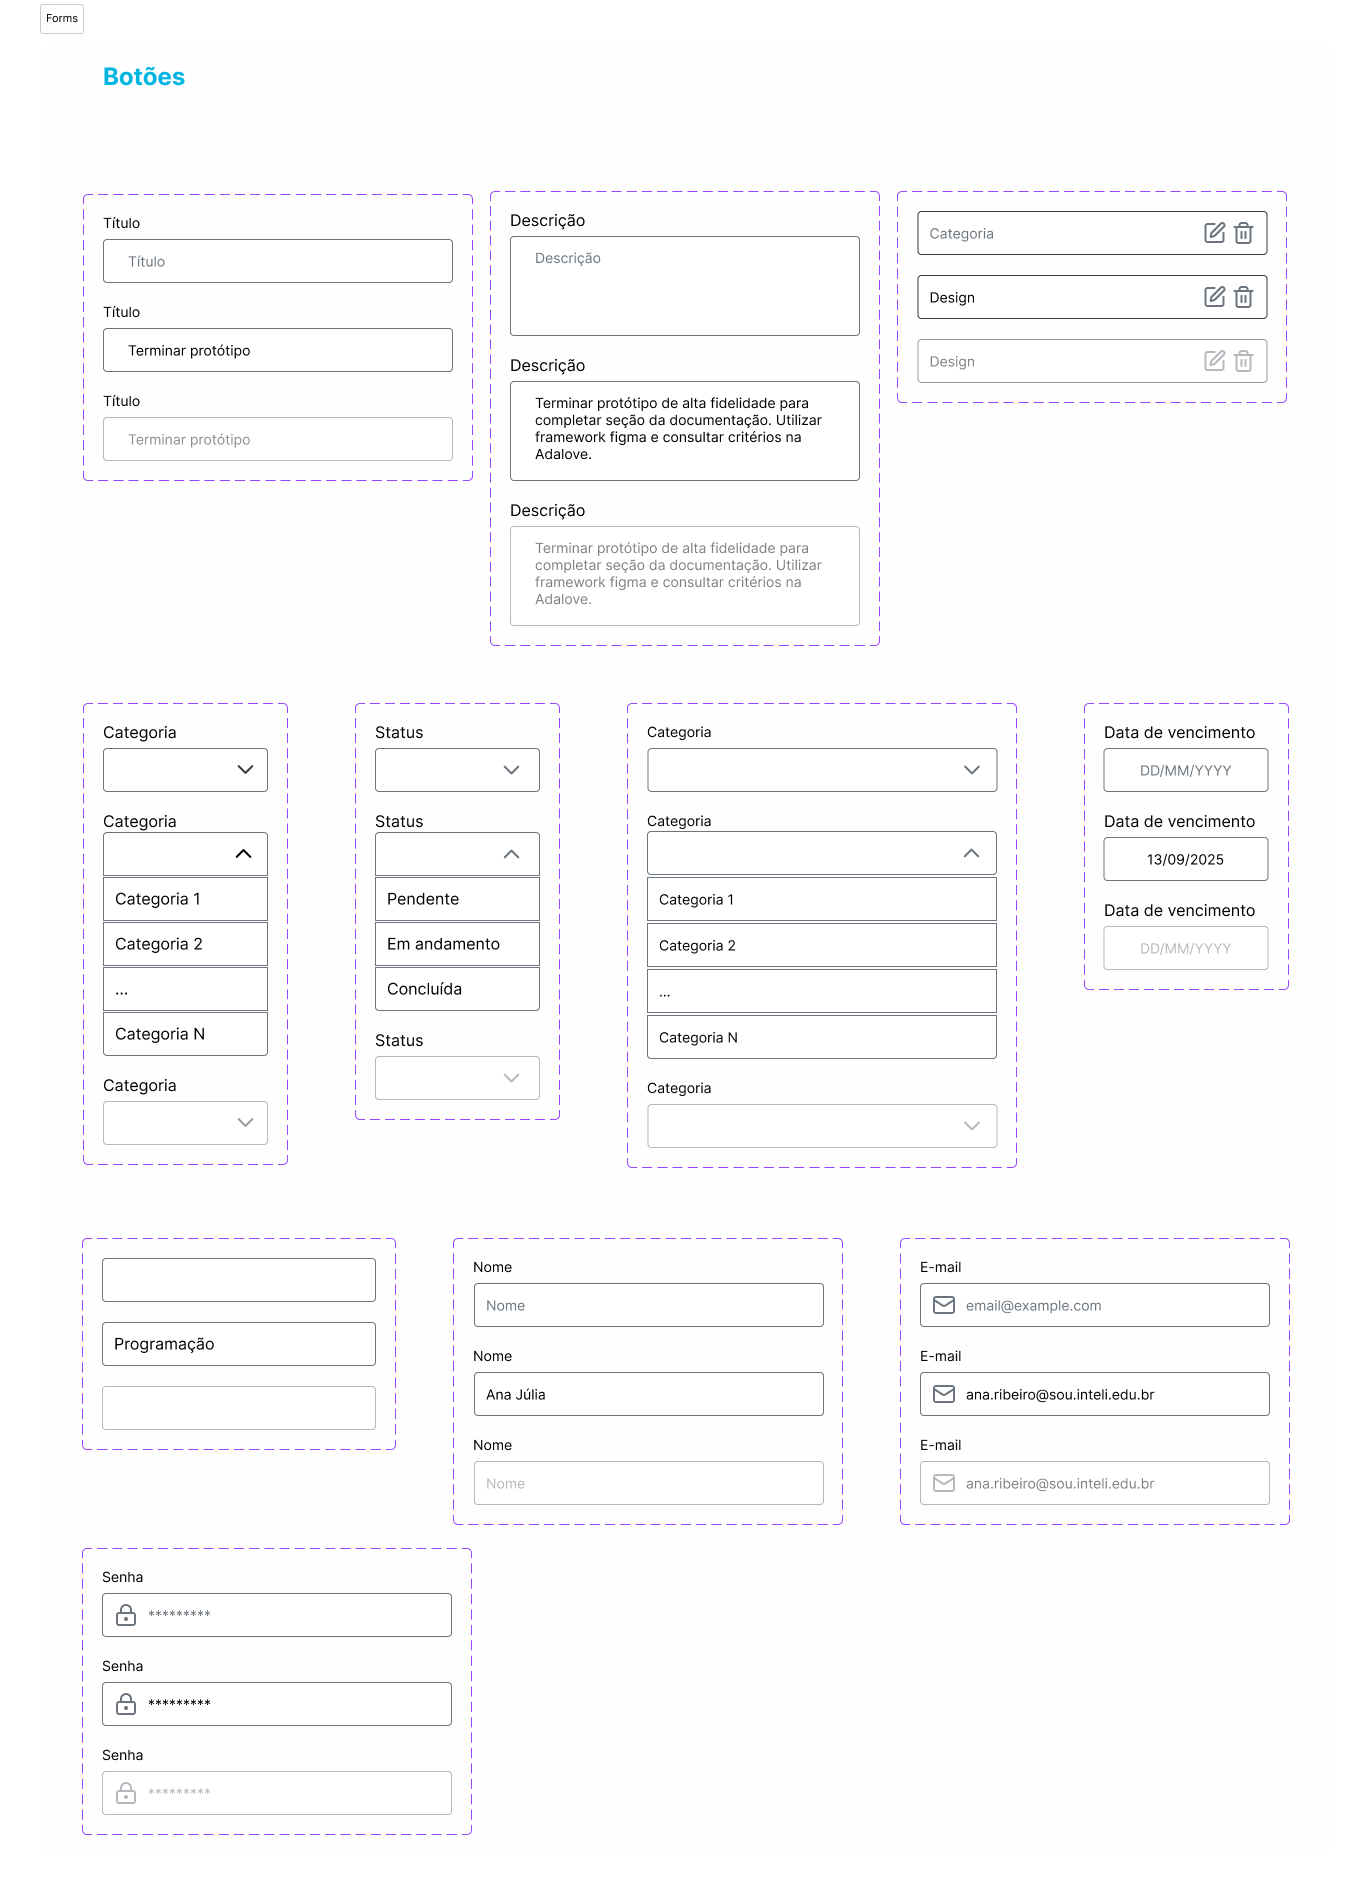 Forms
Botões
Título
Título
Título
Terminar protótipo
Título
Terminar protótipo
Descrição
Descrição
Descrição
Terminar protótipo de alta fidelidade para
completar seção da documentação. Utilizar
framework figma e consultar critérios na
Adalove.
Descrição
Terminar protótipo de alta fidelidade para
completar seção da documentação. Utilizar
framework figma e consultar critérios na
Adalove.
Categoria
Design
Design
Categoria
Categoria
Categoria 1
Categoria 2
...
Categoria N
Categoria
Status
Status
Pendente
Em andamento
Concluída
Status
Categoria
Categoria
Categoria 1
Categoria 2
...
Categoria N
Categoria
Data de vencimento
DD/MM/YYYY
Data de vencimento
13/09/2025
Data de vencimento
DD/MM/YYYY
Programação
Nome
Nome
Nome
Ana Júlia
Nome
Nome
E-mail
email@example.com
E-mail
ana.ribeiro@sou.inteli.edu.br
E-mail
ana.ribeiro@sou.inteli.edu.br
Senha
*********
Senha
*********
Senha
*********